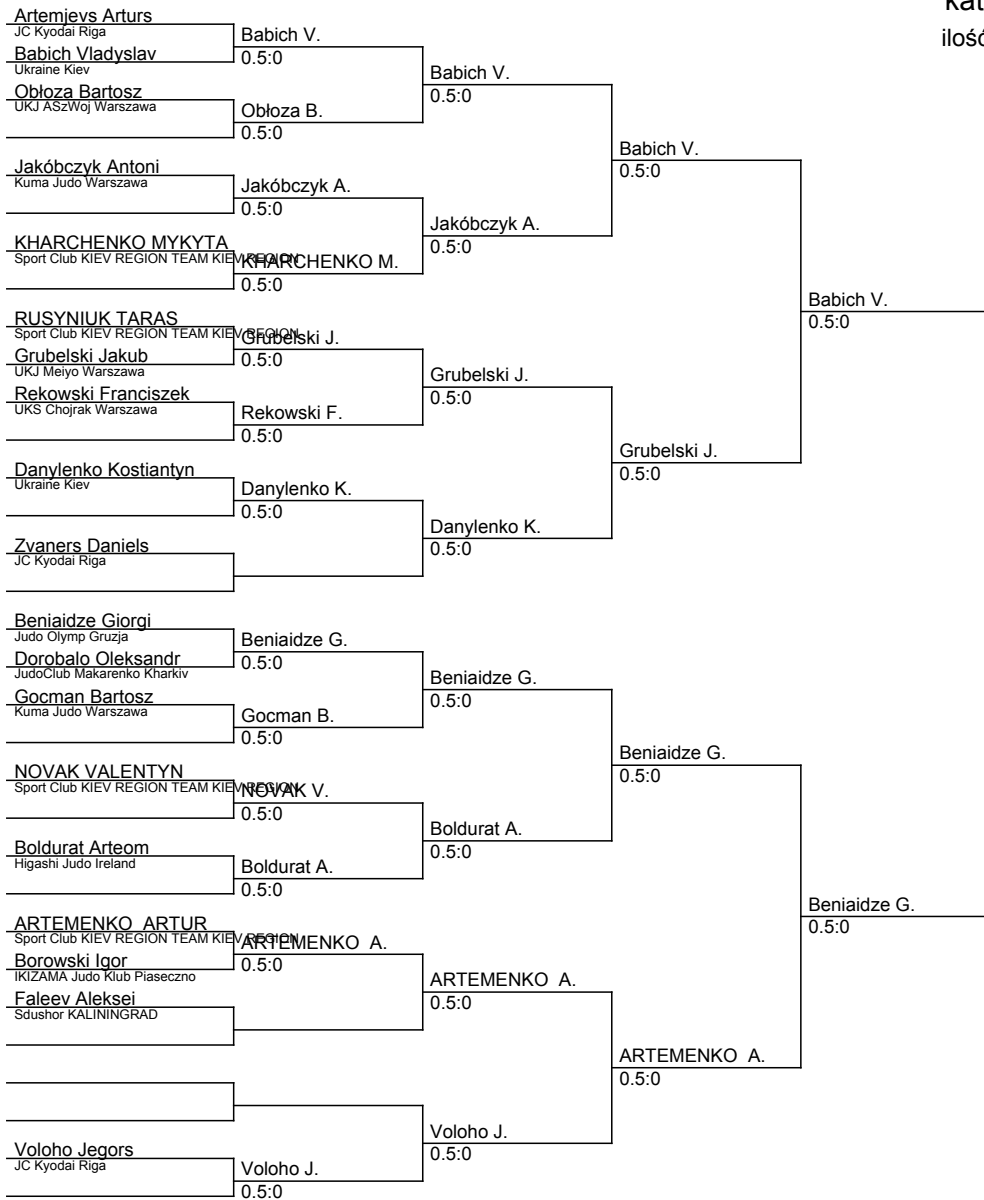 kat
ilość
Artemjevs Arturs
JC Kyodai Riga
Babich Vladyslav
Ukraine Kiev
Obłoza Bartosz
UKJ ASzWoj Warszawa
Jakóbczyk Antoni
Kuma Judo Warszawa
KHARCHENKO MYKYTA
Sport Club KIEV REGION TEAM KIEV REGION
RUSYNIUK TARAS
Sport Club KIEV REGION TEAM KIEV REGION
Grubelski Jakub
UKJ Meiyo Warszawa
Rekowski Franciszek
UKS Chojrak Warszawa
Danylenko Kostiantyn
Ukraine Kiev
Zvaners Daniels
JC Kyodai Riga
Beniaidze Giorgi
Judo Olymp Gruzja
Dorobalo Oleksandr
JudoClub Makarenko Kharkiv
Gocman Bartosz
Kuma Judo Warszawa
NOVAK VALENTYN
Sport Club KIEV REGION TEAM KIEV REGION
Boldurat Arteom
Higashi Judo Ireland
ARTEMENKO ARTUR
Sport Club KIEV REGION TEAM KIEV REGION
Borowski Igor
IKIZAMA Judo Klub Piaseczno
Faleev Aleksei
Sdushor KALININGRAD
Voloho Jegors
JC Kyodai Riga
Babich V.
0.5:0
Obłoza B.
0.5:0
Jakóbczyk A.
0.5:0
KHARCHENKO M.
0.5:0
Grubelski J.
0.5:0
Rekowski F.
0.5:0
Danylenko K.
0.5:0
Beniaidze G.
0.5:0
Gocman B.
0.5:0
NOVAK V.
0.5:0
Boldurat A.
0.5:0
ARTEMENKO A.
0.5:0
Voloho J.
0.5:0
Babich V.
0.5:0
Jakóbczyk A.
0.5:0
Grubelski J.
0.5:0
Danylenko K.
0.5:0
Beniaidze G.
0.5:0
Boldurat A.
0.5:0
ARTEMENKO A.
0.5:0
Voloho J.
0.5:0
Babich V.
0.5:0
Grubelski J.
0.5:0
Beniaidze G.
0.5:0
ARTEMENKO A.
0.5:0
Babich V.
0.5:0
Beniaidze G.
0.5:0